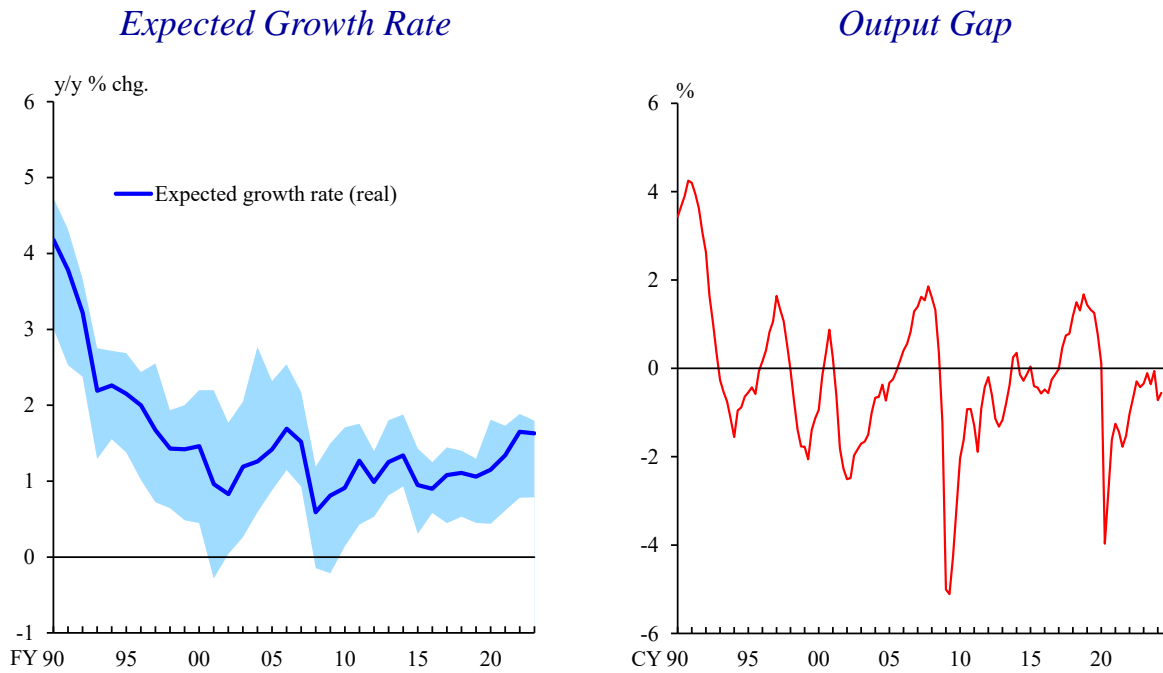 Expected Growth Rate
y/y % chg.
6
5
4
3
2
1
0
-1
Expected growth rate (real)
FY 90 95 00 05 10 15 20
Output Gap
%
6
4
2
0
-2
-4
-6
CY 90 95 00 05 10 15 20